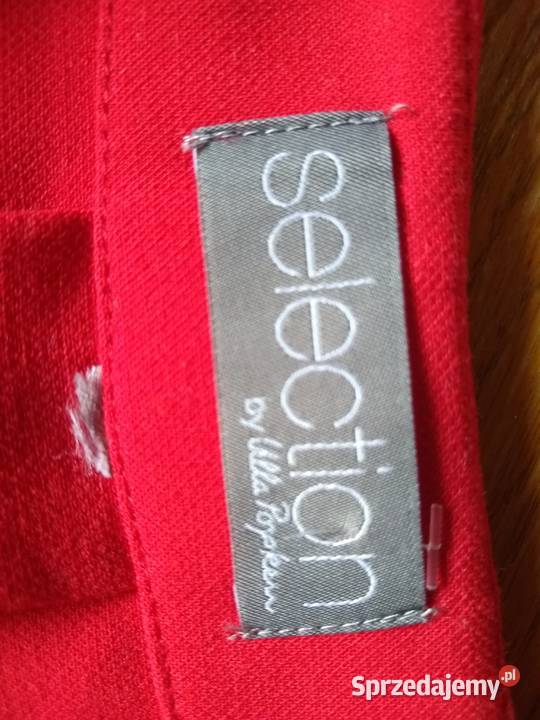 selection
by Ulla Popken
Sprzedajemy.pl